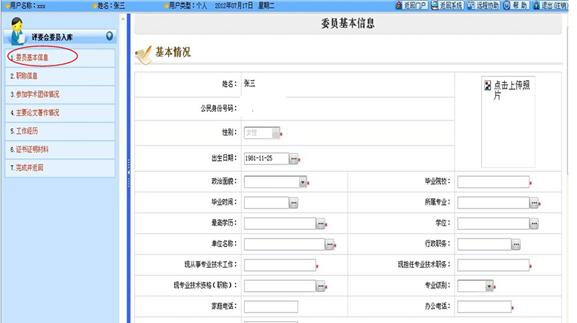 用户名称：xxx 姓名：张三 用户类型：个人 2012年07月17日 星期二 返回门户 返回系统 远程协助 帮 助 退出（注销）
评委会委员入库
委员基本信息
1.委员基本信息
2.职称信息
3.参加学术团体情况
4.主要论文著作情况
5.工作经历
6.证书证明材料
7.完成并返回
基本情况
姓名： 张三
点击上传照片
公民身份号码：
性别： 女性
出生日期： 1981-11-25
政治面貌： 毕业院校：
毕业时间： 所属专业：
最高学历： 学位：
单位名称： 行政职务：
现从事专业技术工作： 现担任专业技术职务：
现专业技术资格（职称）： 专业级别：
家庭电话： 办公电话：